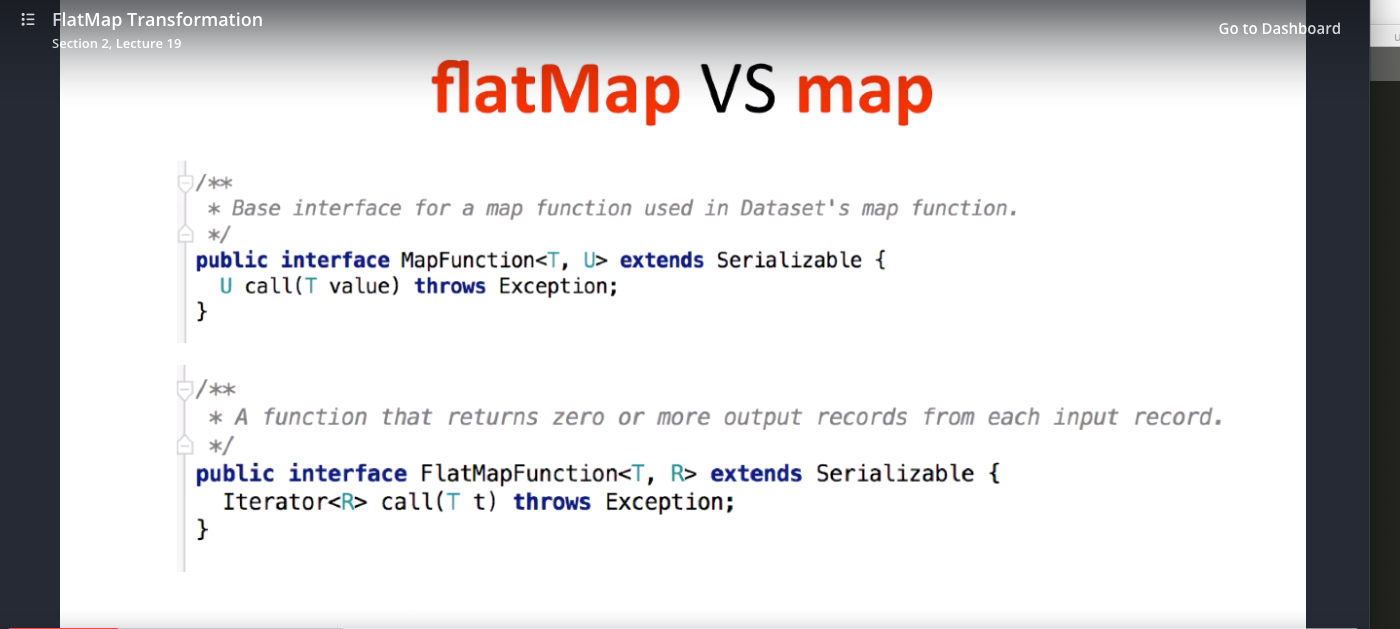 FlatMap Transformation
Section 2, Lecture 19
Go to Dashboard
flatMap VS map
/**
* Base interface for a map function used in Dataset's map function.
*/
public interface MapFunction<T, U> extends Serializable {
U call(T value) throws Exception;
}
/**
* A function that returns zero or more output records from each input record.
*/
public interface FlatMapFunction<T, R> extends Serializable {
Iterator<R> call(T t) throws Exception;
}